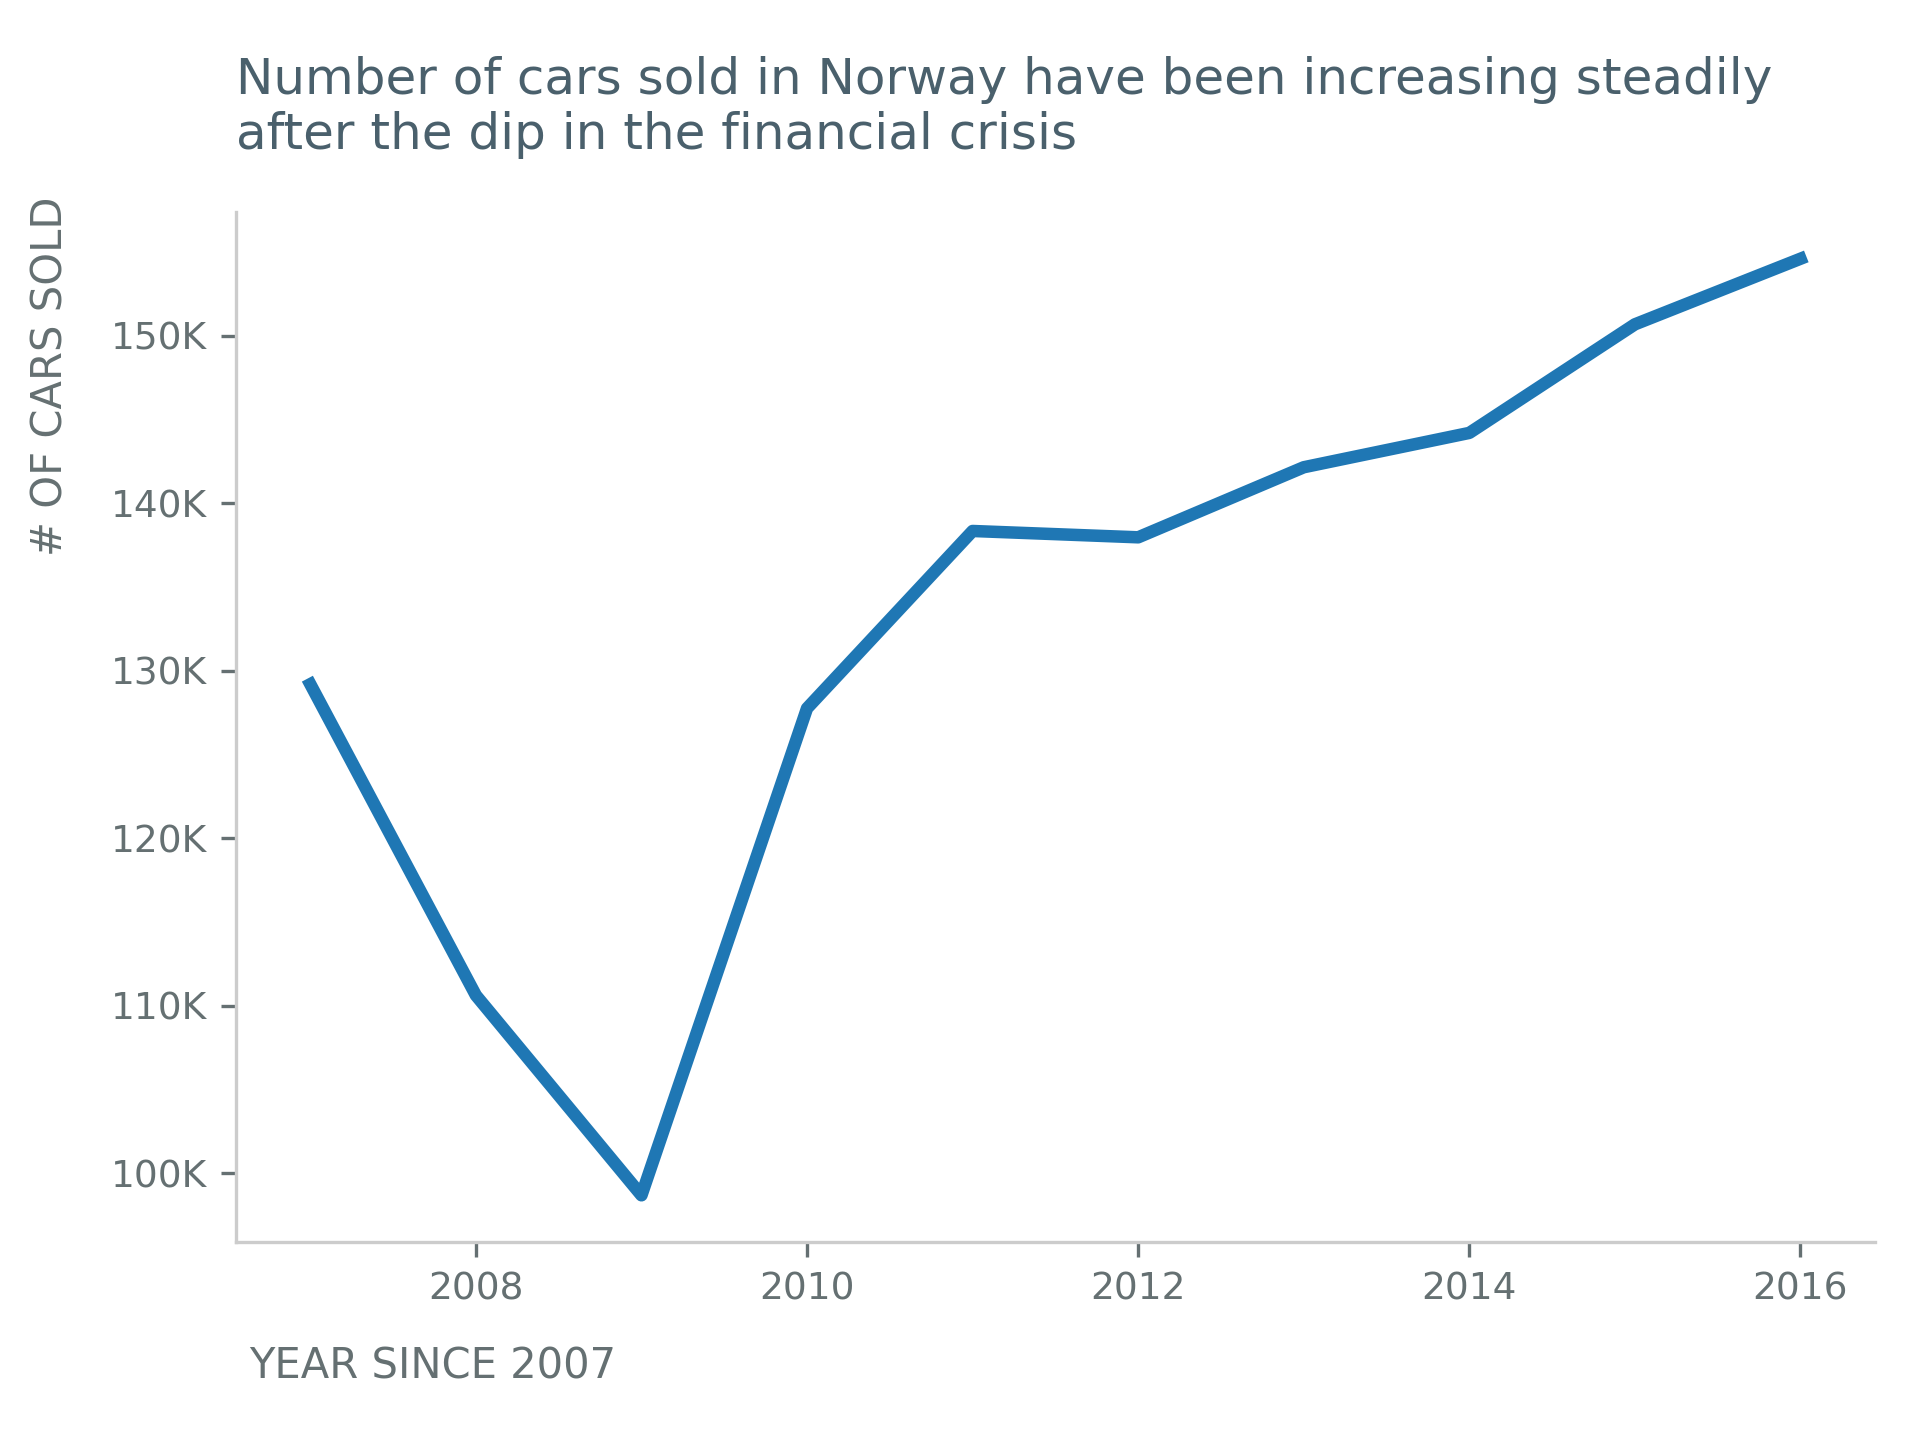 Number of cars sold in Norway have been increasing steadily
after the dip in the financial crisis
# OF CARS SOLD
150K
140K
130K
120K
110K
100K
2008
2010
2012
2014
2016
YEAR SINCE 2007